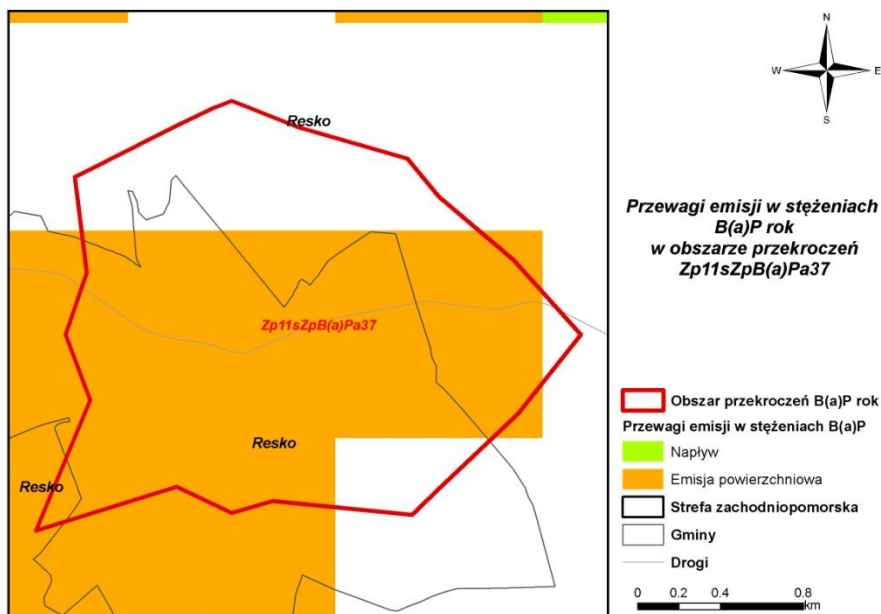 Resko
Zp11sZpB(a)Pa37
Resko
Resko
N
W
E
S
Przewagi emisji w stężeniach
B(a)P rok
w obszarze przekroczeń
Zp11sZpB(a)Pa37
Obszar przekroczeń B(a)P rok
Przewagi emisji w stężeniach B(a)P
Napływ
Emisja powierzchniowa
Strefa zachodniopomorska
Gminy
Drogi
0 0.2 0.4 0.8
km